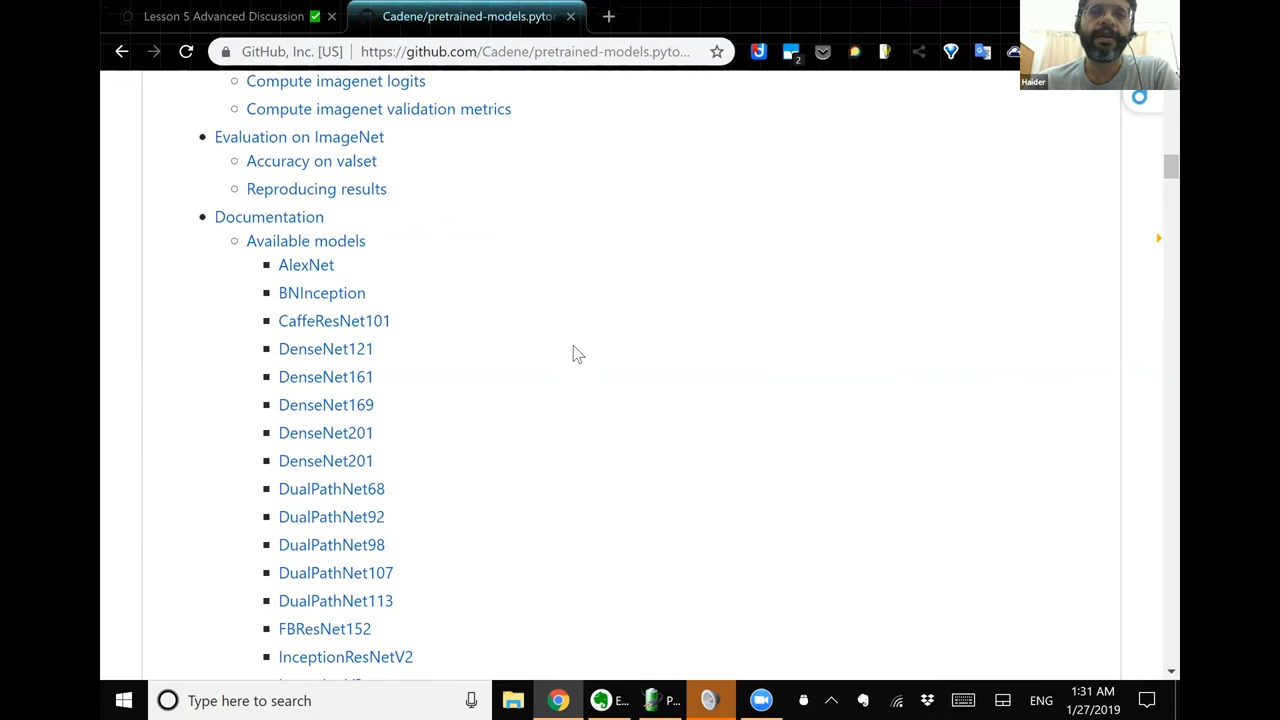 Lesson 5 Advanced Discussion ✅
Cadene/pretrained-models.pytor
GitHub, Inc. [US]
https://github.com/Cadene/pretrained-models.pyto...
2
Haider
Compute imagenet logits
Compute imagenet validation metrics
Evaluation on ImageNet
Accuracy on valset
Reproducing results
Documentation
Available models
AlexNet
BNInception
CaffeResNet101
DenseNet121
DenseNet161
DenseNet169
DenseNet201
DenseNet201
DualPathNet68
DualPathNet92
DualPathNet98
DualPathNet107
DualPathNet113
FBResNet152
InceptionResNetV2
Type here to search
E...
P...
ENG
1:31 AM
1/27/2019